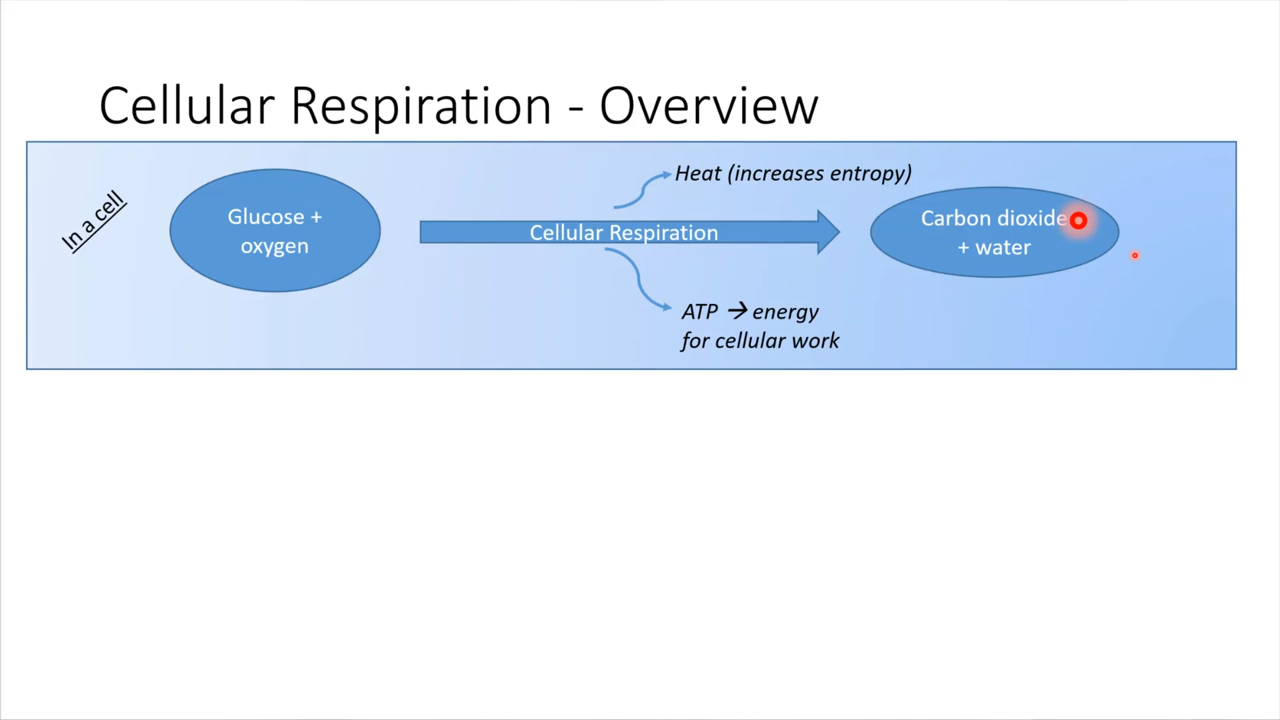 Cellular Respiration - Overview
In a cell
Glucose +
oxygen
Heat (increases entropy)
Cellular Respiration
ATP → energy
for cellular work
Carbon dioxide
+ water